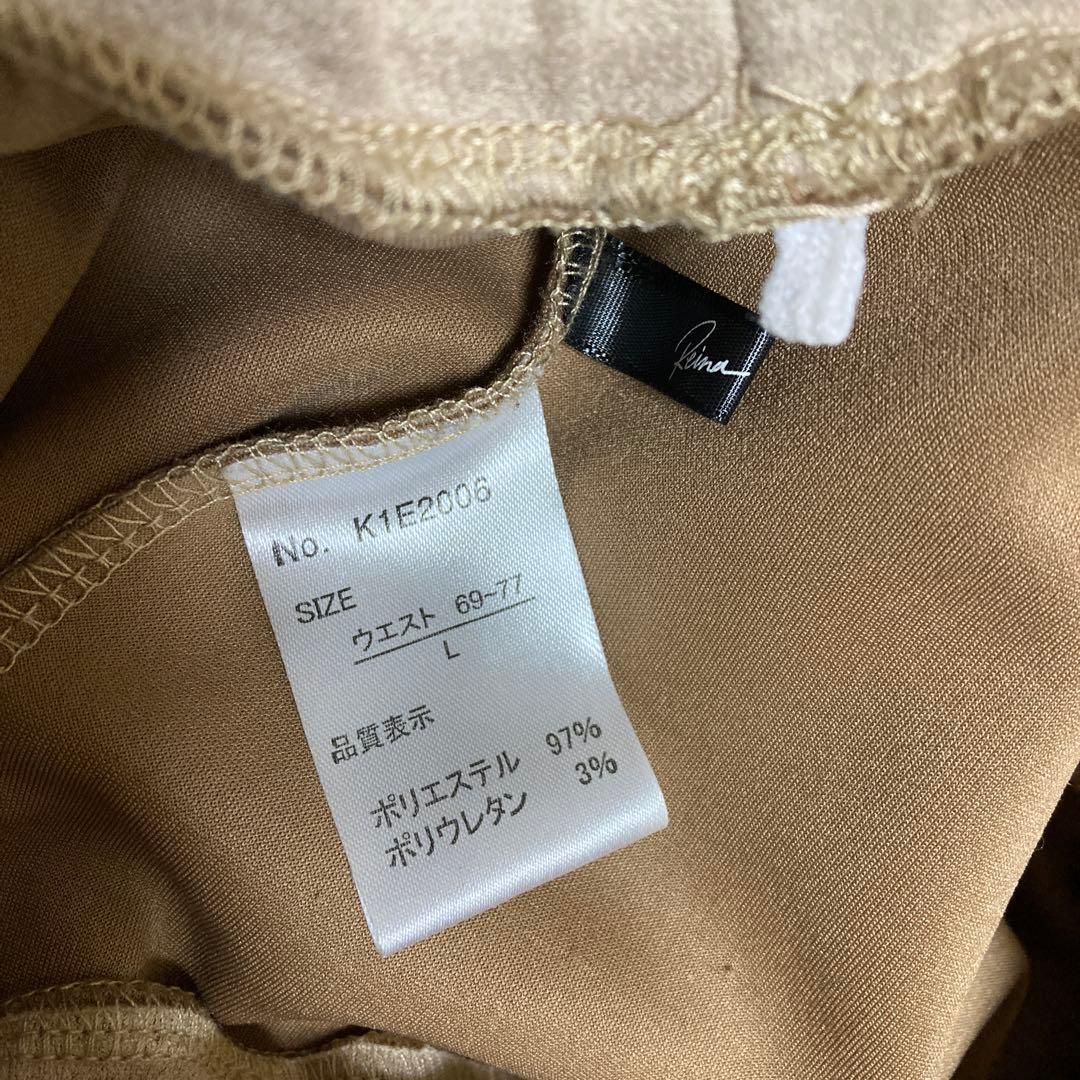 Reina
No. K1E2006
SIZE
ウエスト 69~77
L
品質表示
ポリエステル 97%
ポリウレタン 3%